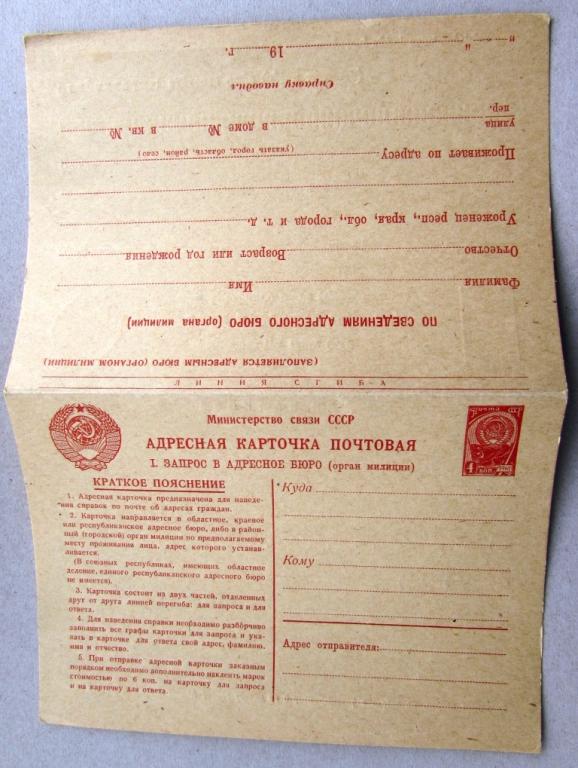 Министерство связи СССР
АДРЕСНАЯ КАРТОЧКА ПОЧТОВАЯ
I. ЗАПРОС В АДРЕСНОЕ БЮРО (орган милиции)
4
КОП
КРАТКОЕ ПОЯСНЕНИЕ
1. Адресная карточка предназначена для наведе-
ния справок по почте об адресах граждан.
2. Карточка направляется в областное, краевое
или республиканское адресное бюро, либо в район-
ный (городской) орган милиции по предполагаемому
месту проживания лица, адрес которого устанав-
ливается.
(В союзных республиках, имеющих областное
деление, единого республиканского адресного бюро
не имеется).
3. Карточка состоит из двух частей, отделенных
друг от друга линией перегоба: для запроса и для
ответа.
4. Для наведения справки необходимо разборчиво
заполнить все графы карточки для запроса и ука-
зать в карточке для ответа свой адрес, фамилию,
имя и отчество.
5. При отправке адресной карточки заказным
порядком необходимо дополнительно наклеить марок
стоимостью по 6 коп. на карточку для запроса
и на карточку для ответа.
Куда
Кому
Адрес отправителя:
ЛИНИЯ СГИБА
(ЗАПОЛНЯЕТСЯ АДРЕСНЫМ БЮРО (ОРГАНОМ МИЛИЦИИ)
ПО СВЕДЕНИЯМ АДРЕСНОГО БЮРО (органа милиции)
Фамилия Имя
Отчество Возраст или год рождения
Уроженец респ., края, обл., города и т. д.
Проживает по адресу
(указать город, область, район, село)
улица
пер. в доме № в кв. №
Справку наводил
" " 19 г.